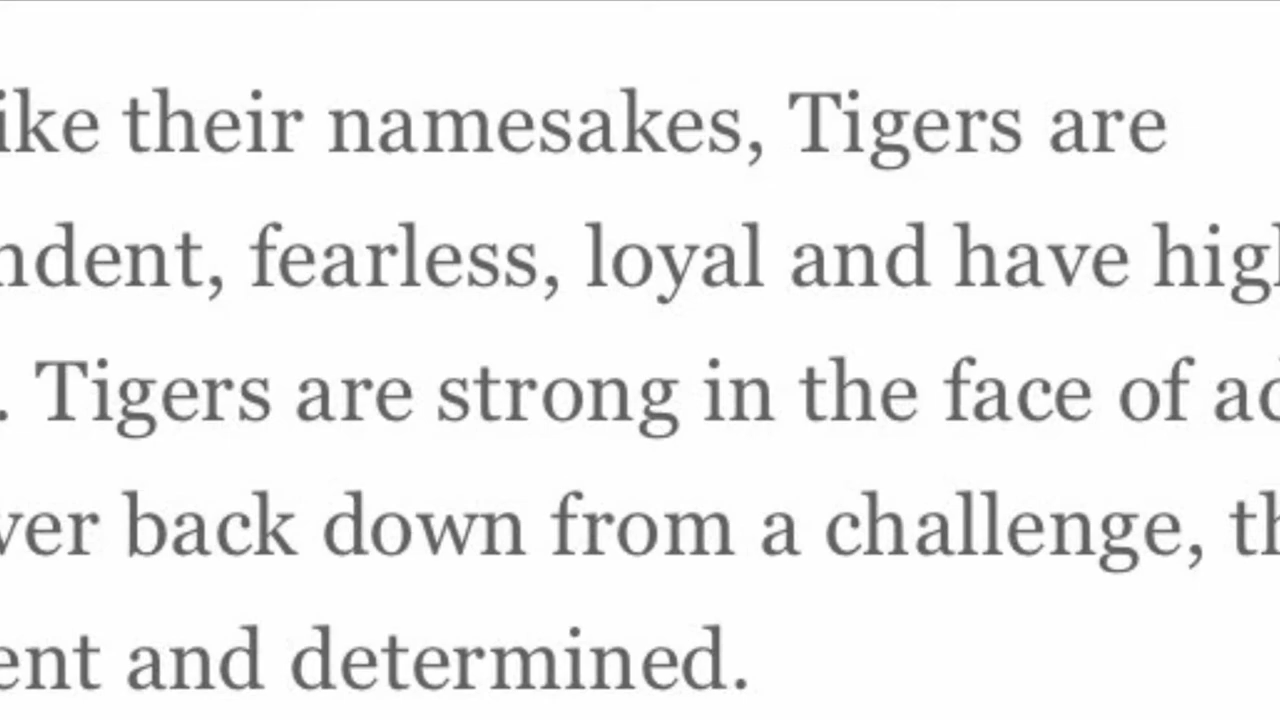 ike their namesakes, Tigers are
ndent, fearless, loyal and have hig
. Tigers are strong in the face of ad
ver back down from a challenge, th
ent and determined.